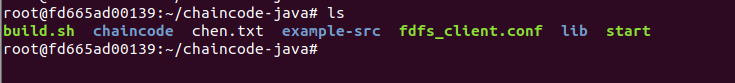 root@fd665ad00139:~/chaincode-java# ls
build.sh chaincode chen.txt example-src fdfs_client.conf lib start
root@fd665ad00139:~/chaincode-java#